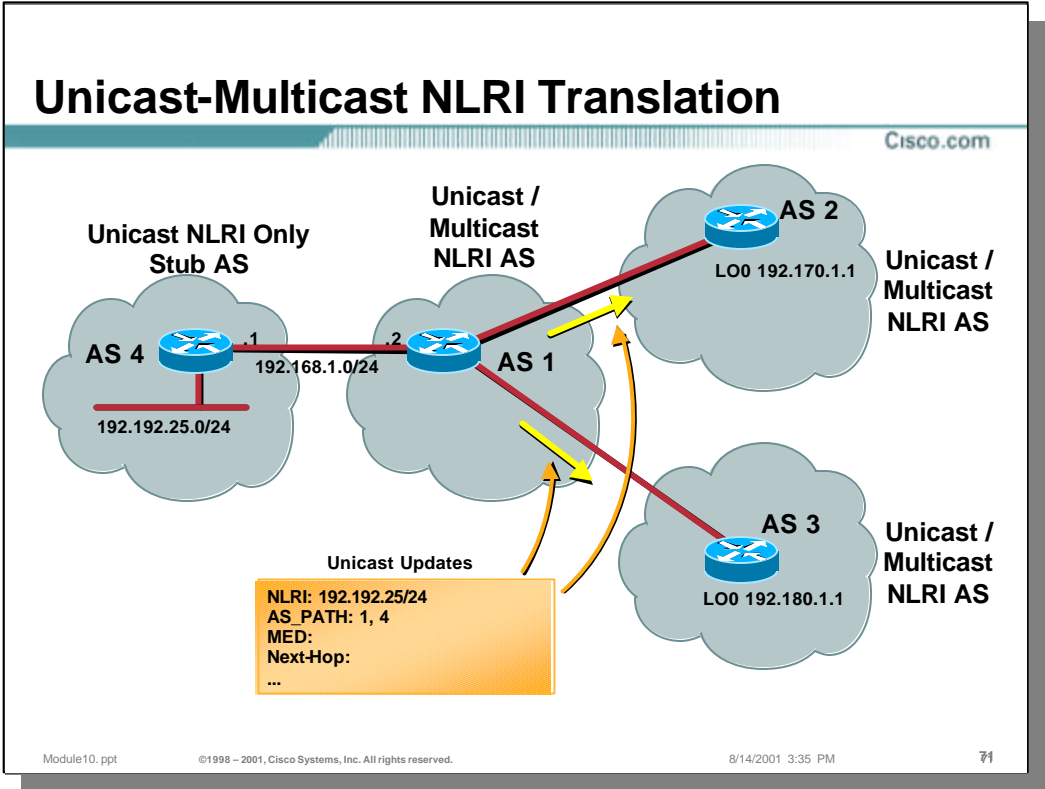 Unicast-Multicast NLRI Translation
Cisco.com
Unicast NLRI Only
Stub AS
Unicast /
Multicast
NLRI AS
AS 2
LO0 192.170.1.1
Unicast /
Multicast
NLRI AS
AS 4
.1
192.168.1.0/24
.2
AS 1
192.192.25.0/24
AS 3
LO0 192.180.1.1
Unicast /
Multicast
NLRI AS
Unicast Updates
NLRI: 192.192.25/24
AS_PATH: 1, 4
MED:
Next-Hop:
...
Module10. ppt
©1998 – 2001, Cisco Systems, Inc. All rights reserved.
8/14/2001 3:35 PM